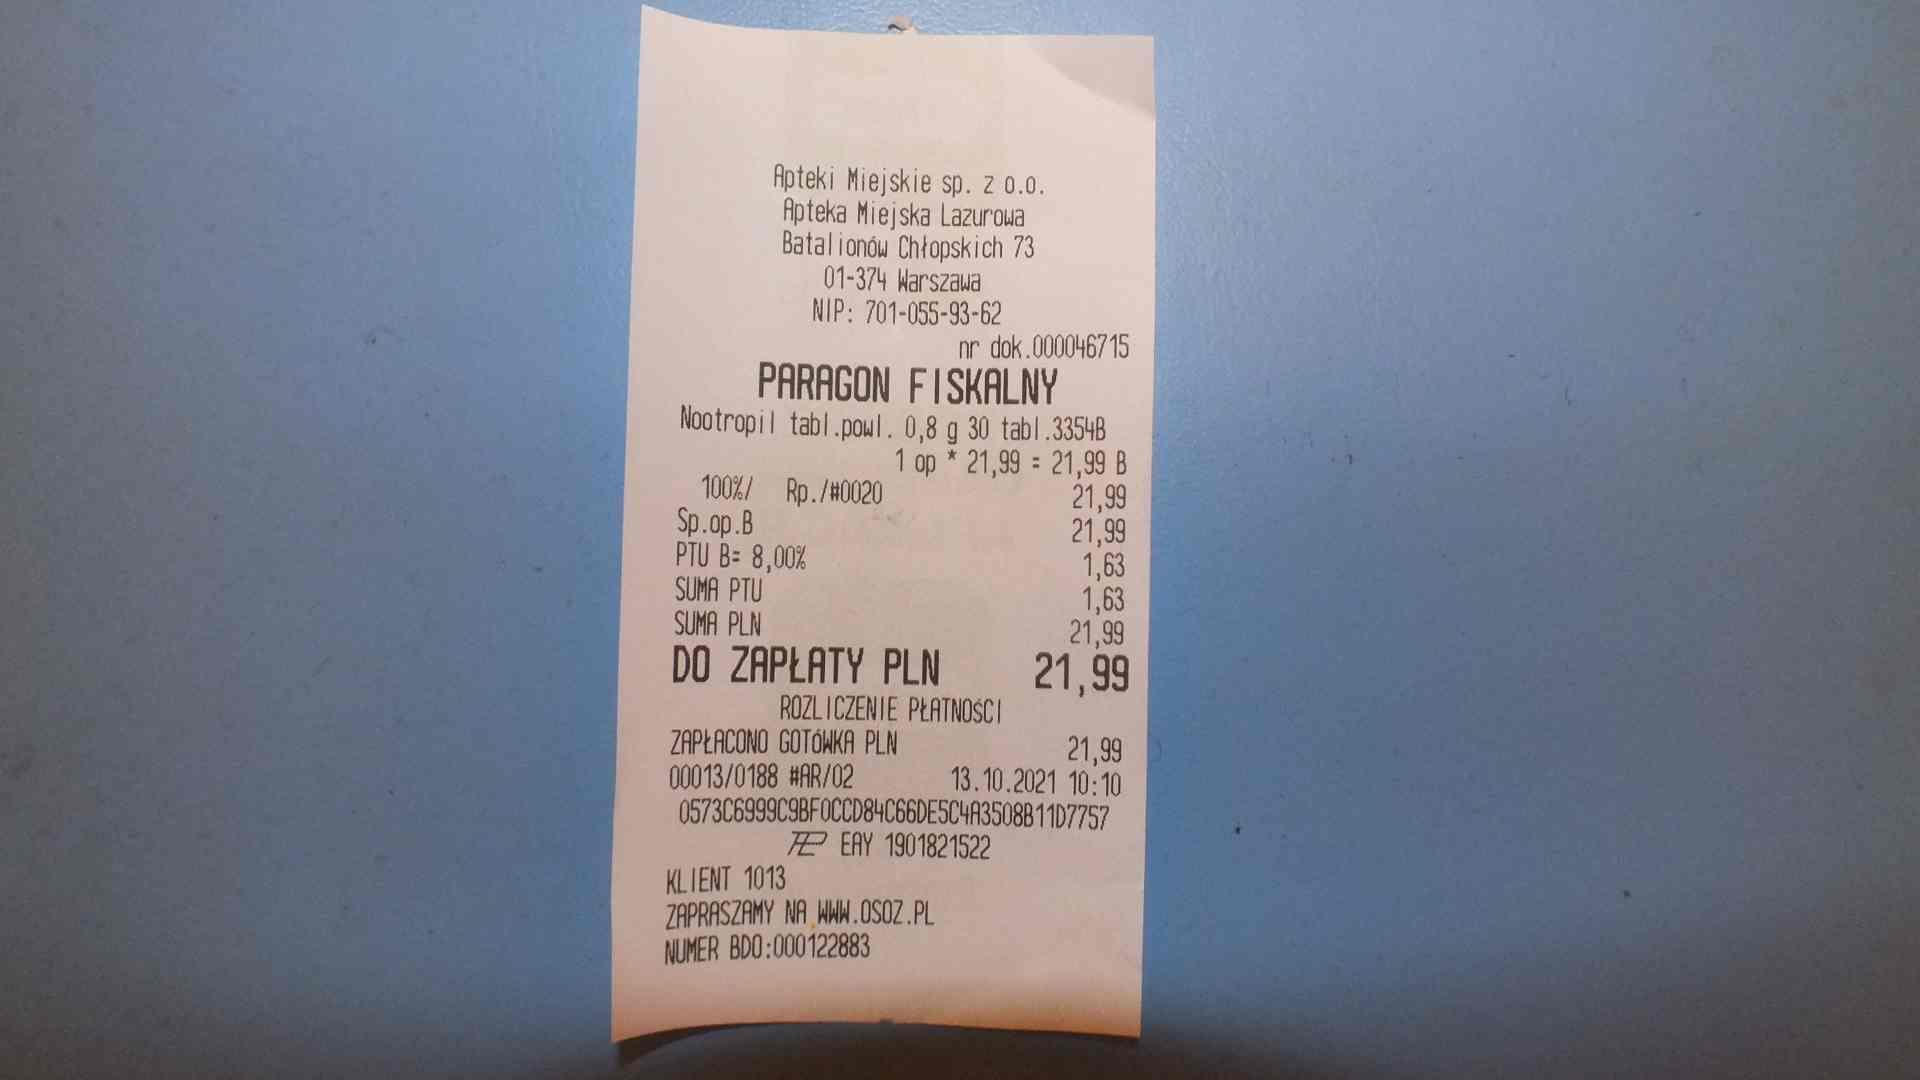 Apteki Miejskie sp. z o.o.
Apteka Miejska Lazurowa
Batalionów Chłopskich 73
01-374 Warszawa
NIP: 701-055-93-62
nr dok.000046715
PARAGON FISKALNY
Nootropil tabl.powl. 0,8 g 30 tabl.3354B
1 op * 21,99 = 21,99 B
100%/ Rp./#0020 21,99
Sp.op.B 21,99
PTU B= 8,00% 1,63
SUMA PTU 1,63
SUMA PLN 21,99
DO ZAPŁATY PLN 21,99
ROZLICZENIE PŁATNOŚCI
ZAPŁACONO GOTÓWKA PLN 21,99
00013/0188 #AR/02 13.10.2021 10:10
0573C6999C9BF0CCD84C66DE5C4A3508B11D7757
EAY 1901821522
KLIENT 1013
ZAPRASZAMY NA WWW.OSOZ.PL
NUMER BDO:000122883